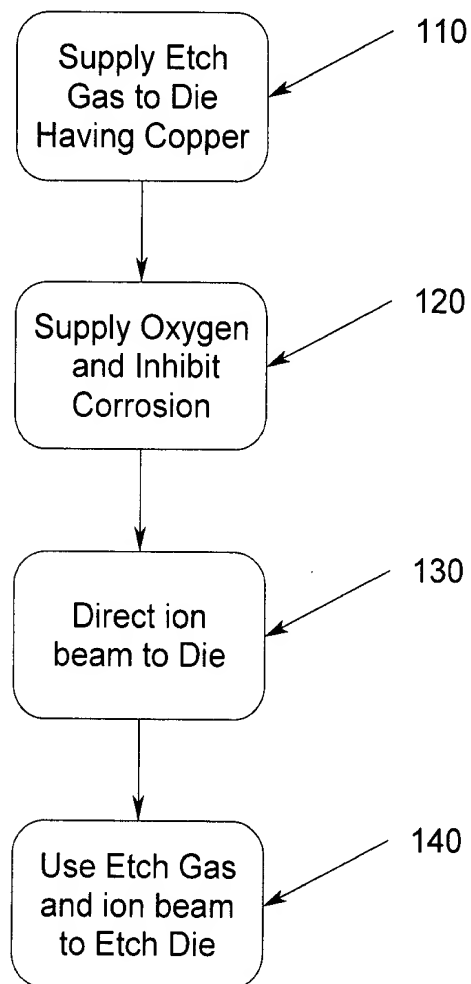 Supply Etch
Gas to Die
Having Copper
110
Supply Oxygen
and Inhibit
Corrosion
120
Direct ion
beam to Die
130
Use Etch Gas
and ion beam
to Etch Die
140